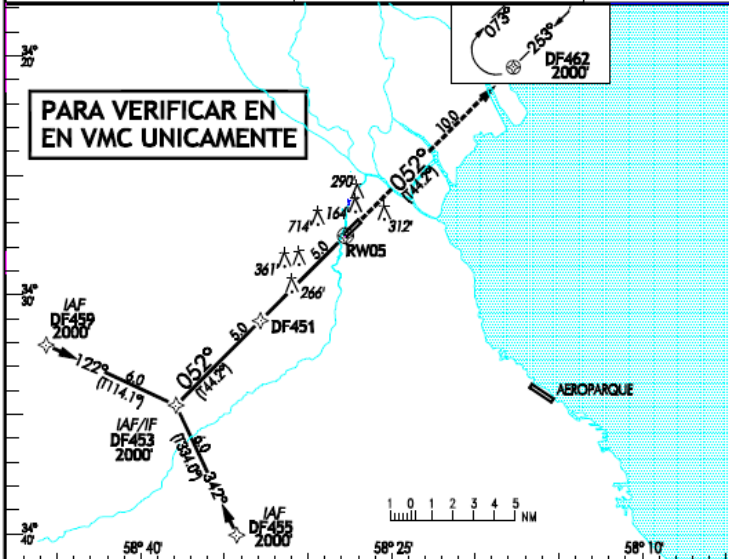 34°
20'
073°
253°
DF462
2000'
PARA VERIFICAR EN
EN VMC UNICAMENTE
10.0
052°
(T44.2°)
290'
164'
714'
312'
RW05
361'
5.0
266'
34°
30'
IAF
DF459
2000'
5.0
DF451
122°
6.0
(T114.1°)
052°
(T44.2°)
AEROPARQUE
IAF/IF
DF453
2000'
6.0
(T334.0°)
342°
IAF
DF455
2000'
1 0 1 2 3 4 5 NM
34°
40'
58°40
58°25
58°10